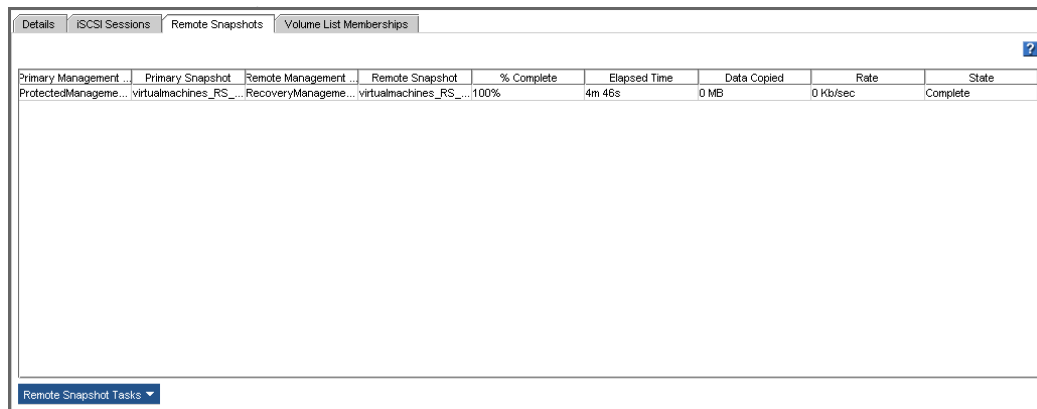 Details iSCSI Sessions Remote Snapshots Volume List Memberships
?
Primary Management ... Primary Snapshot Remote Management ... Remote Snapshot % Complete Elapsed Time Data Copied Rate State
ProtectedManageme... virtualmachines_RS_... RecoveryManageme... virtualmachines_RS_... 100% 4m 46s 0 MB 0 Kb/sec Complete
Remote Snapshot Tasks